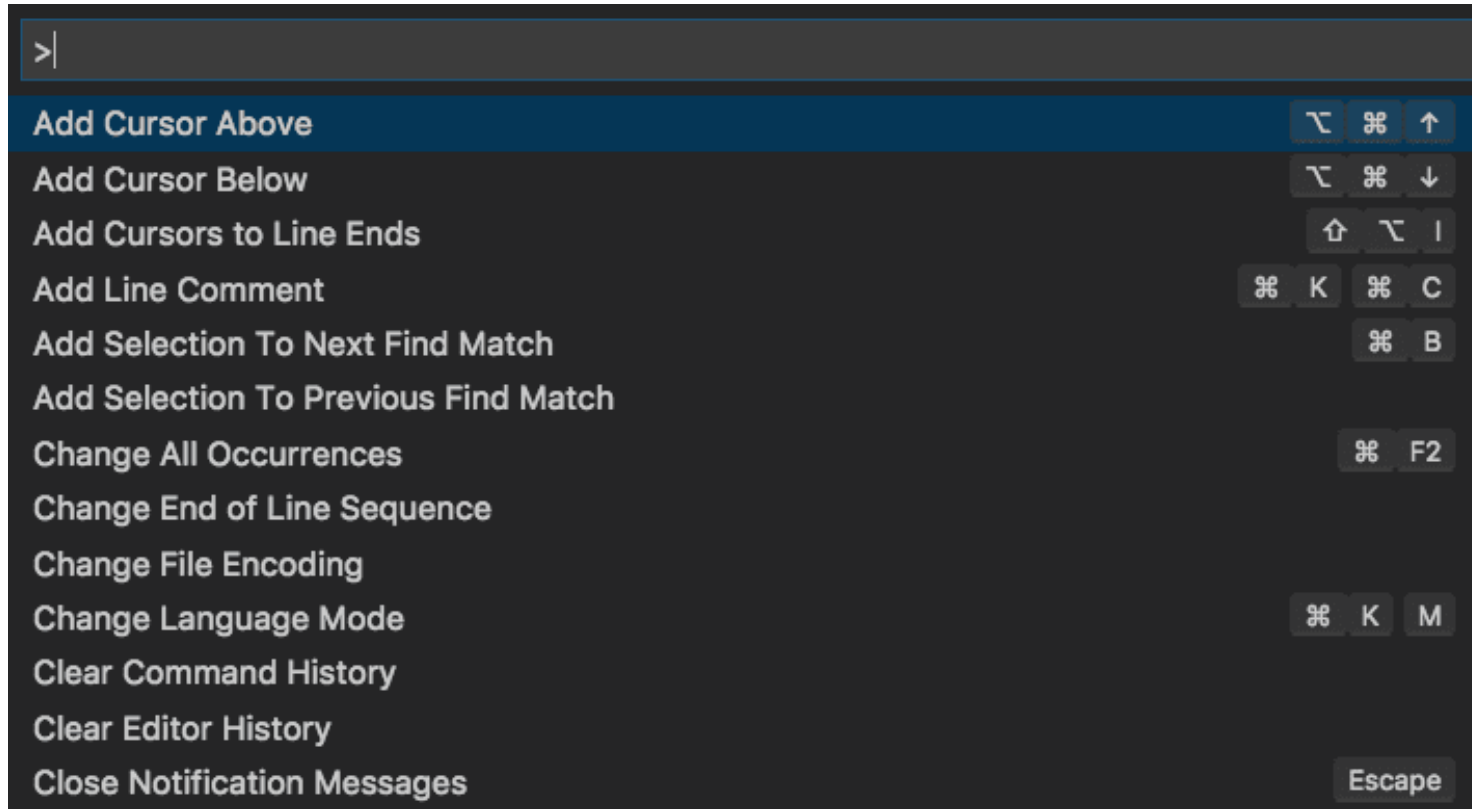 >
Add Cursor Above ⌥ ⌘ ↑
Add Cursor Below ⌥ ⌘ ↓
Add Cursors to Line Ends ⇧ ⌥ I
Add Line Comment ⌘ K ⌘ C
Add Selection To Next Find Match ⌘ B
Add Selection To Previous Find Match
Change All Occurrences ⌘ F2
Change End of Line Sequence
Change File Encoding
Change Language Mode ⌘ K M
Clear Command History
Clear Editor History
Close Notification Messages Escape